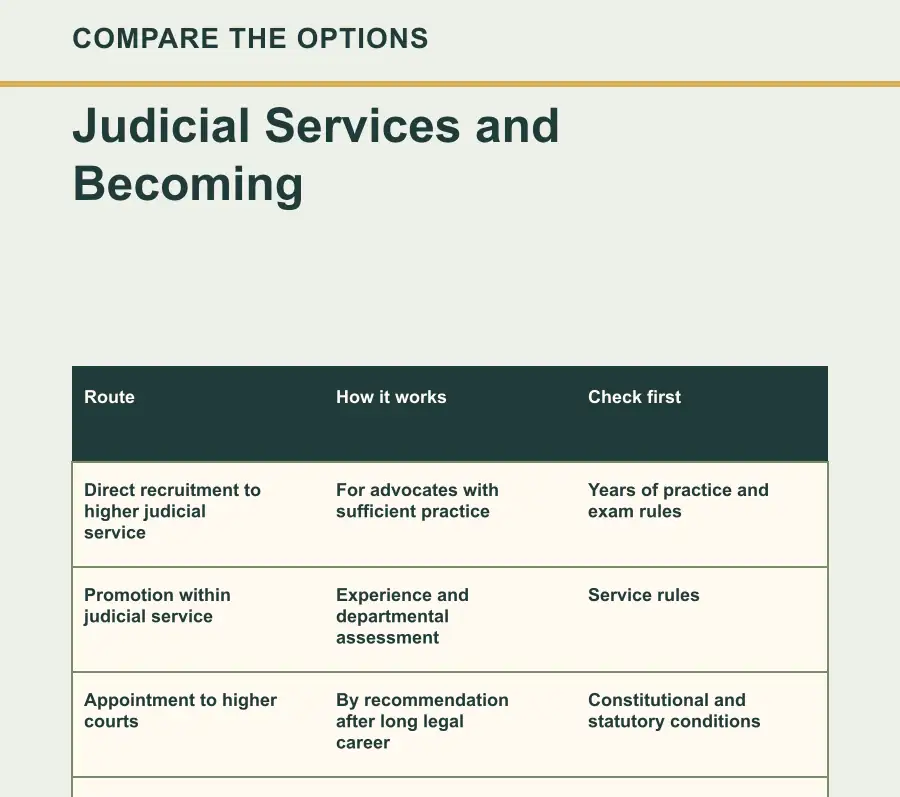 COMPARE THE OPTIONS
Judicial Services and
Becoming
Route How it works Check first
Direct recruitment to
higher judicial
service
For advocates with
sufficient practice
Years of practice and
exam rules
Promotion within
judicial service
Experience and
departmental
assessment
Service rules
Appointment to higher
courts
By recommendation
after long legal
career
Constitutional and
statutory conditions